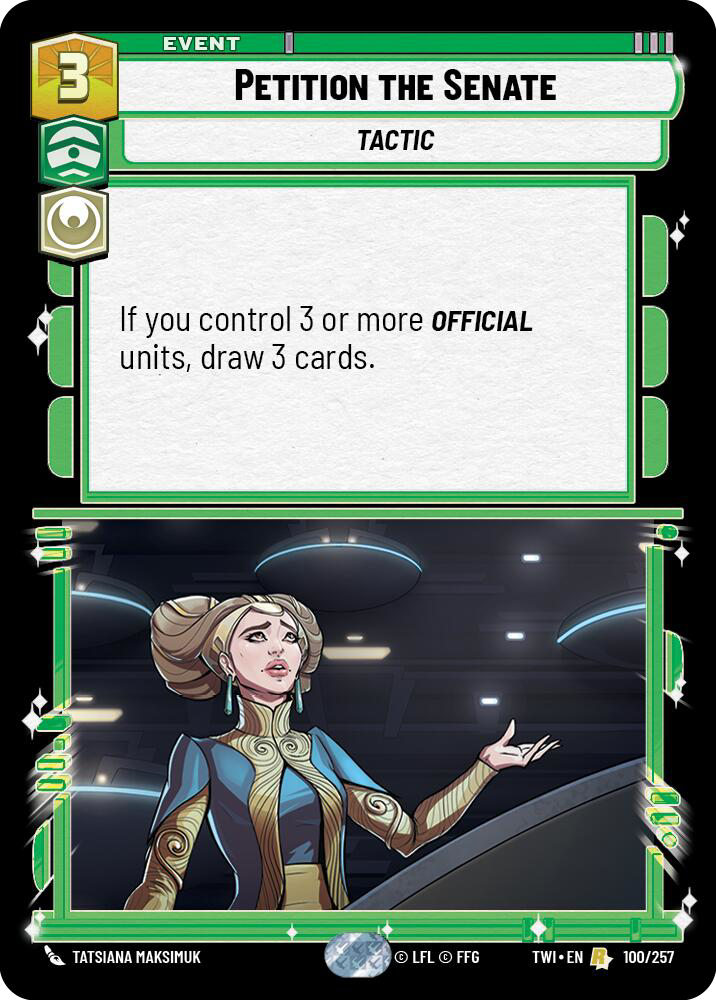 EVENT
3
PETITION THE SENATE
TACTIC
If you control 3 or more OFFICIAL
units, draw 3 cards.
TATSIANA MAKSIMUK
© LFL © FFG
TWI • EN R 100/257